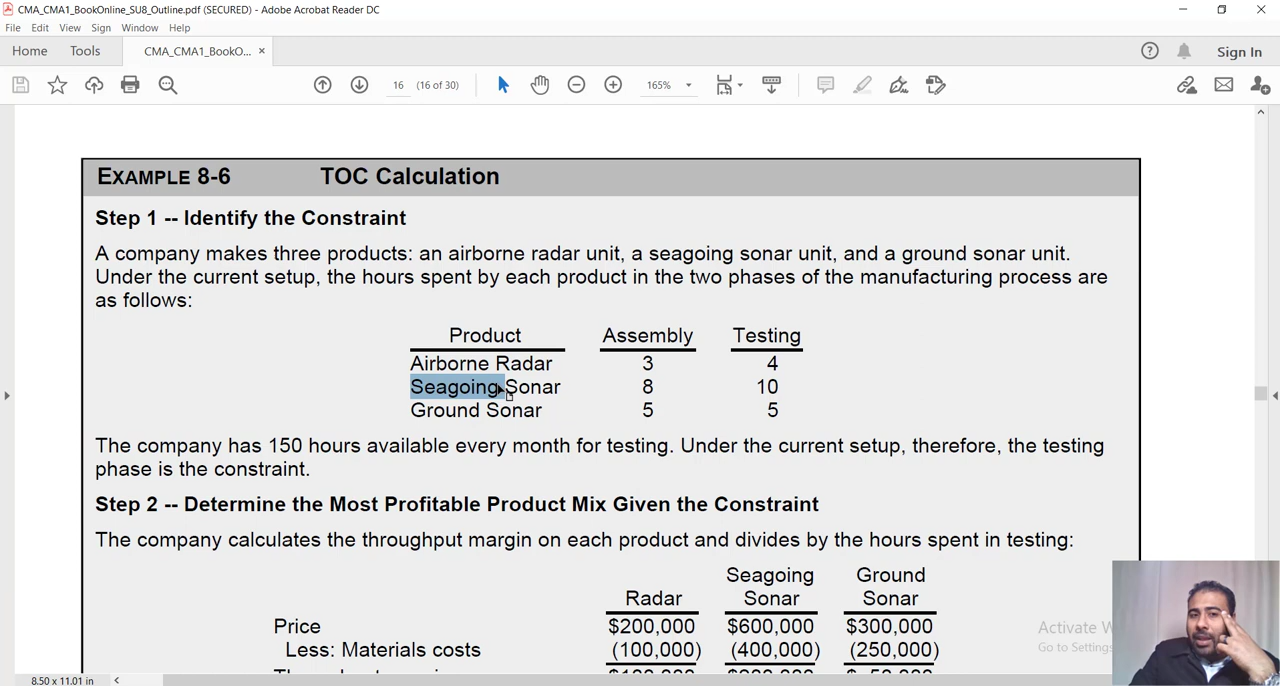 CMA_CMA1_BookOnline_SU8_Outline.pdf (SECURED) - Adobe Acrobat Reader DC
File Edit View Sign Window Help
Home Tools CMA_CMA1_BookO... × Sign In
16 (16 of 30) 165%
EXAMPLE 8-6 TOC Calculation
Step 1 -- Identify the Constraint
A company makes three products: an airborne radar unit, a seagoing sonar unit, and a ground sonar unit.
Under the current setup, the hours spent by each product in the two phases of the manufacturing process are
as follows:
Product Assembly Testing
Airborne Radar 3 4
Seagoing Sonar 8 10
Ground Sonar 5 5
The company has 150 hours available every month for testing. Under the current setup, therefore, the testing
phase is the constraint.
Step 2 -- Determine the Most Profitable Product Mix Given the Constraint
The company calculates the throughput margin on each product and divides by the hours spent in testing:
Seagoing Ground
Radar Sonar Sonar
Price $200,000 $600,000 $300,000
Less: Materials costs (100,000) (400,000) (250,000)
Activate W
Go to Settings
8.50 x 11.01 in